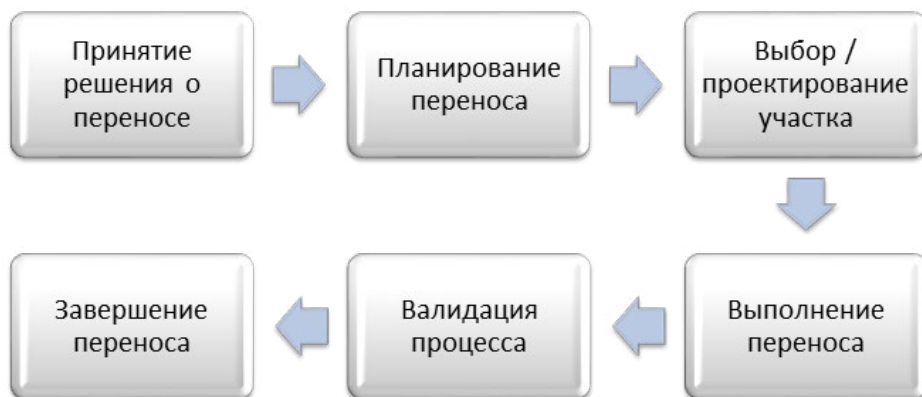 Принятие
решения о
переносе
Планирование
переноса
Выбор /
проектирование
участка
Выполнение
переноса
Валидация
процесса
Завершение
переноса